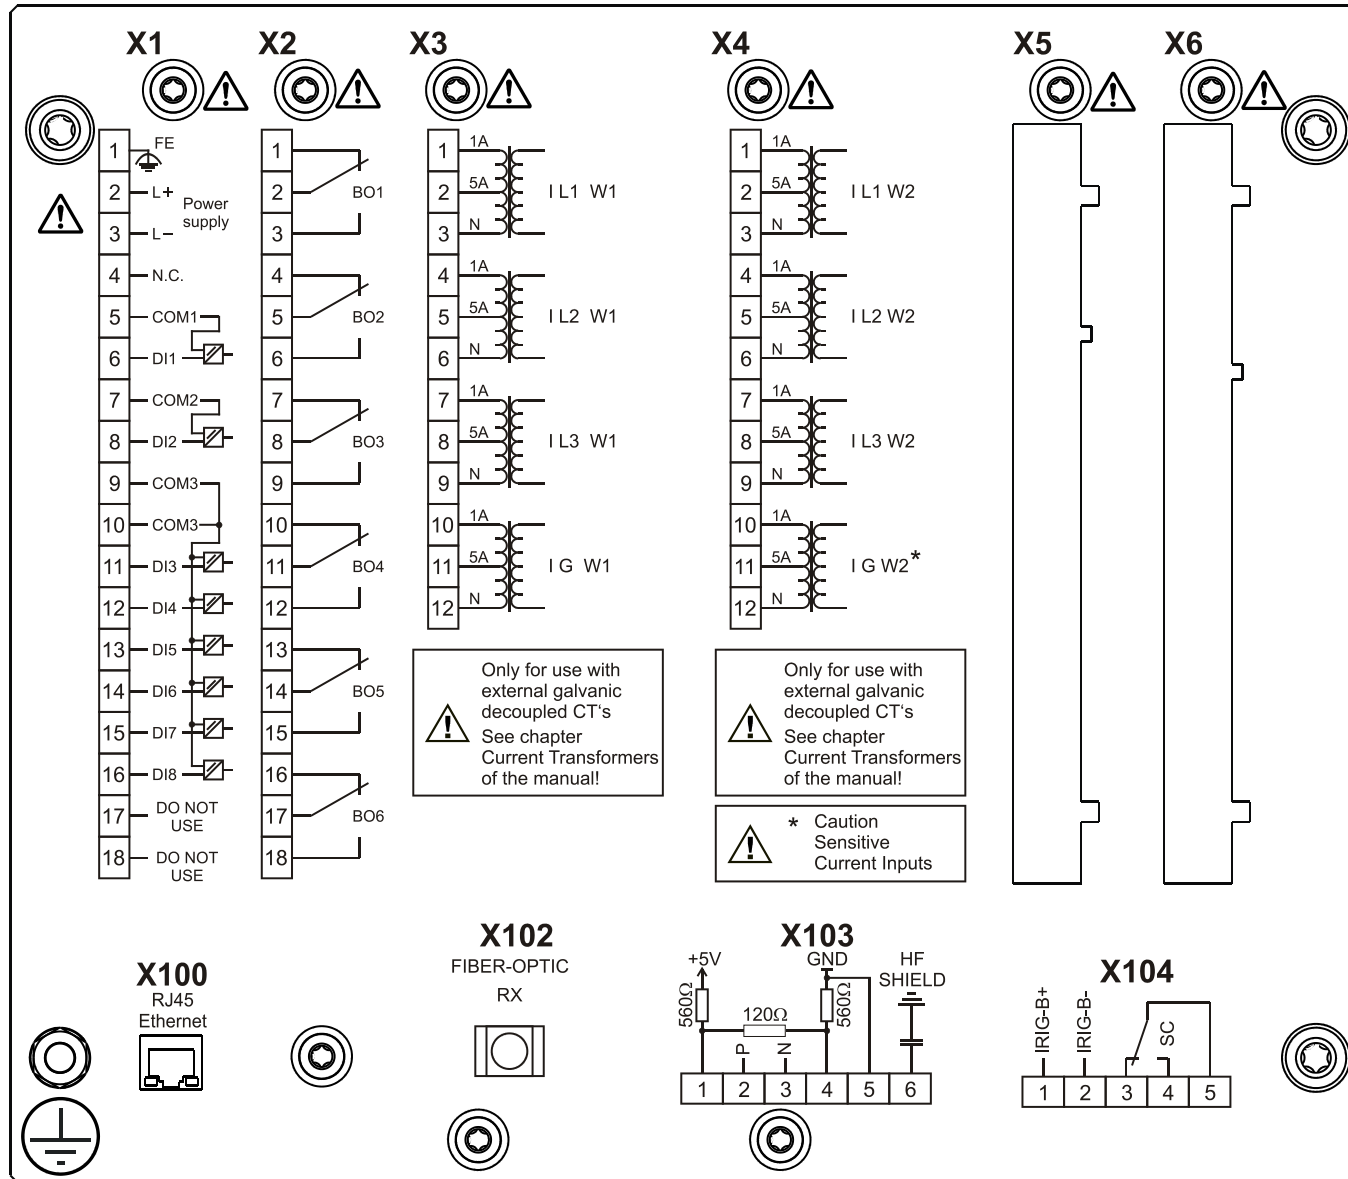 X1
1 FE
2 L+ Power
supply
3 L-
4 N.C.
5 COM1
6 DI1
7 COM2
8 DI2
9 COM3
10 COM3
11 DI3
12 DI4
13 DI5
14 DI6
15 DI7
16 DI8
17 DO NOT
USE
18 DO NOT
USE
X2
1
2 BO1
3
4
5 BO2
6
7
8 BO3
9
10
11 BO4
12
13
14 BO5
15
16
17 BO6
18
X3
1 1A
2 5A I L1 W1
3 N
4 1A
5 5A I L2 W1
6 N
7 1A
8 5A I L3 W1
9 N
10 1A
11 5A I G W1
12 N
! Only for use with
external galvanic
decoupled CT‘s
See chapter
Current Transformers
of the manual!
X4
1 1A
2 5A I L1 W2
3 N
4 1A
5 5A I L2 W2
6 N
7 1A
8 5A I L3 W2
9 N
10 1A
11 5A I G W2*
12 N
! Only for use with
external galvanic
decoupled CT‘s
See chapter
Current Transformers
of the manual!
! * Caution
Sensitive
Current Inputs
X5
X6
X100
RJ45
Ethernet
X102
FIBER-OPTIC
RX
X103
+5V GND HF
SHIELD
560Ω 120Ω 560Ω
P N
1 2 3 4 5 6
X104
IRIG-B+ IRIG-B- SC
1 2 3 4 5